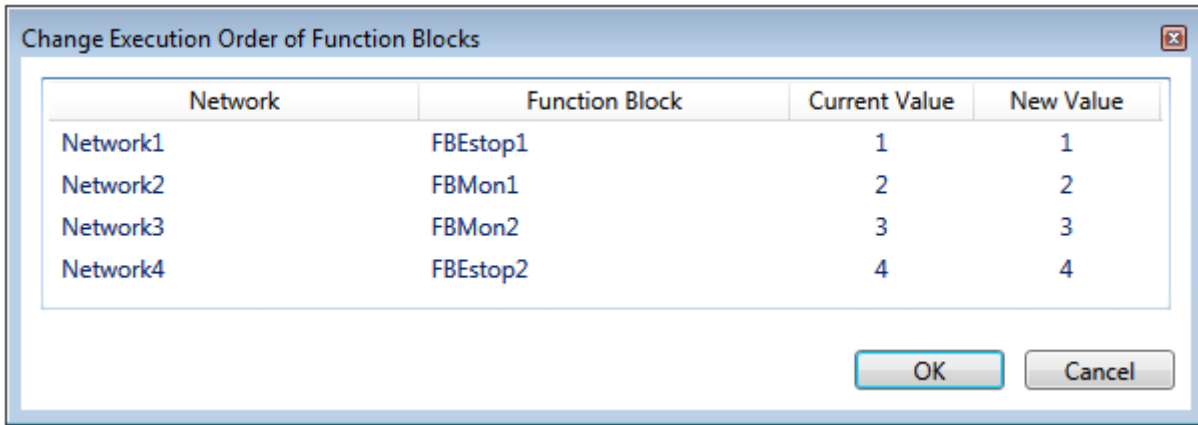 Change Execution Order of Function Blocks
Network Function Block Current Value New Value
Network1 FBEstop1 1 1
Network2 FBMon1 2 2
Network3 FBMon2 3 3
Network4 FBEstop2 4 4
OK Cancel